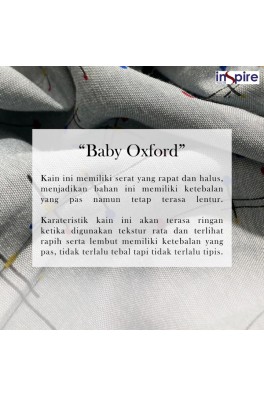 inspire
“Baby Oxford”
Kain ini memiliki serat yang rapat dan halus,
menjadikan bahan ini memiliki ketebalan
yang pas namun tetap terasa lentur.
Karateristik kain ini akan terasa ringan
ketika digunakan tekstur rata dan terlihat
rapih serta lembut memiliki ketebalan yang
pas, tidak terlalu tebal tapi tidak terlalu tipis.